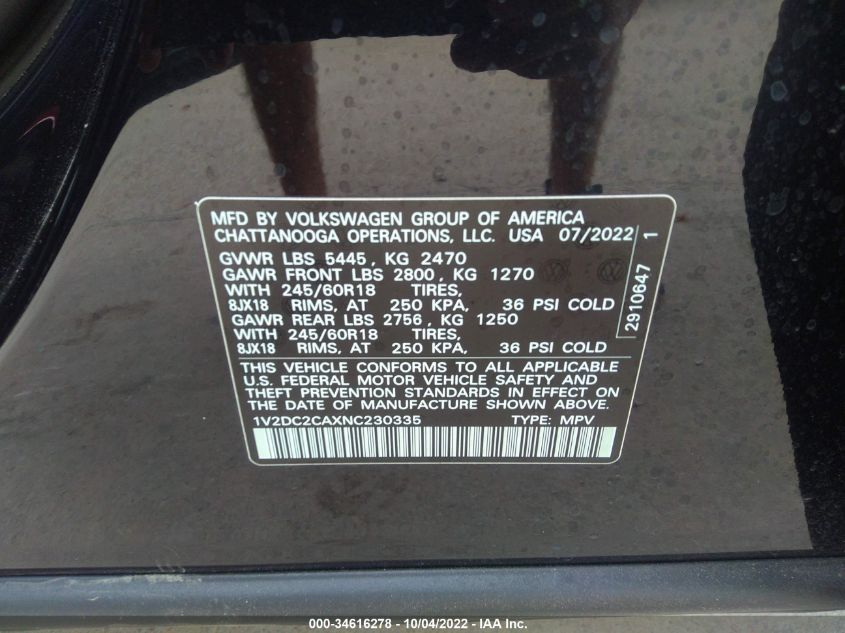 MFD BY VOLKSWAGEN GROUP OF AMERICA
CHATTANOOGA OPERATIONS, LLC. USA 07/2022
GVWR LBS 5445, KG 2470
GAWR FRONT LBS 2800, KG 1270
WITH 245/60R18 TIRES,
8JX18 RIMS, AT 250 KPA, 36 PSI COLD
GAWR REAR LBS 2756, KG 1250
WITH 245/60R18 TIRES,
8JX18 RIMS, AT 250 KPA, 36 PSI COLD
THIS VEHICLE CONFORMS TO ALL APPLICABLE
U.S. FEDERAL MOTOR VEHICLE SAFETY AND
THEFT PREVENTION STANDARDS IN EFFECT ON
THE DATE OF MANUFACTURE SHOWN ABOVE.
1V2DC2CAXNC230335 TYPE: MPV
2910647 1
000-34616278 - 10/04/2022 - IAA Inc.